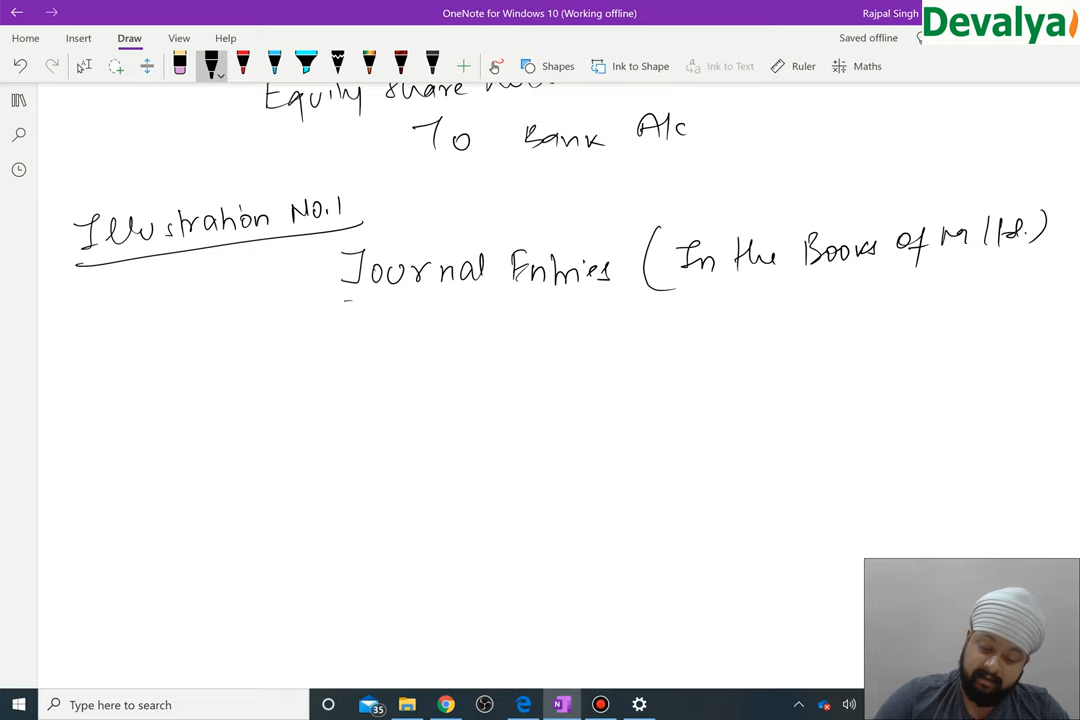 OneNote for Windows 10 (Working offline)
Rajpal Singh
Devalya
Home Insert Draw View Help
Saved offline
Shapes Ink to Shape Ink to Text Ruler Maths
Equity Share
To Bank A/c
Illustration No.1
Journal Entries (In the Books of M Ltd.)
Type here to search
35